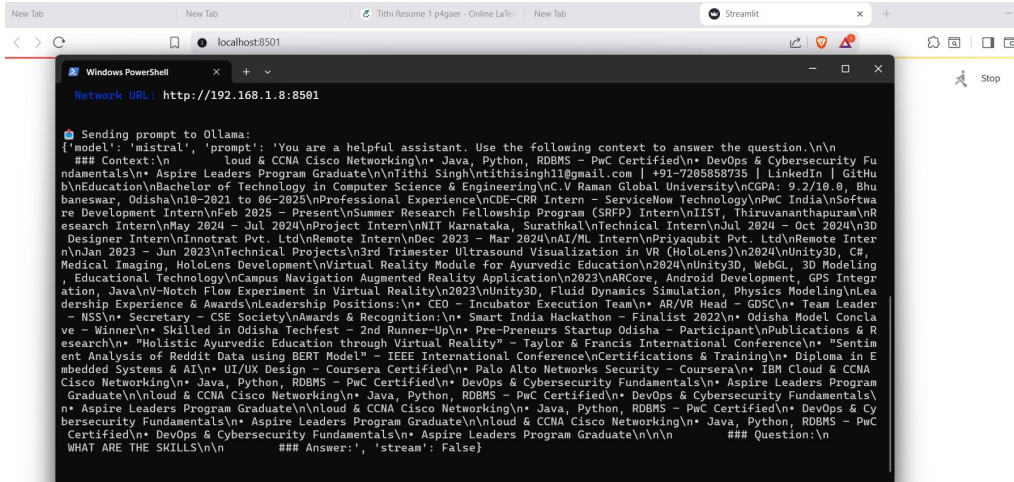 New Tab
New Tab
Tithi Resume 1 p4gaer - Online LaTeX
New Tab
Streamlit
localhost:8501
Windows PowerShell
Stop
Network URL: http://192.168.1.8:8501
Sending prompt to Ollama:
{'model': 'mistral', 'prompt': 'You are a helpful assistant. Use the following context to answer the question.\n\n
### Context:\n loud & CCNA Cisco Networking\n• Java, Python, RDBMS – PwC Certified\n• DevOps & Cybersecurity Fu
ndamentals\n• Aspire Leaders Program Graduate\n\nTithi Singh\ntithisingh11@gmail.com | +91-7205858735 | LinkedIn | GitHu
b\nEducation\nBachelor of Technology in Computer Science & Engineering\nC.V Raman Global University\nCGPA: 9.2/10.0, Bhu
baneswar, Odisha\n10-2021 to 06-2025\nProfessional Experience\nCDE-CRR Intern – ServiceNow Technology\nPwC India\nSoftwa
re Development Intern\nFeb 2025 - Present\nSummer Research Fellowship Program (SRFP) Intern\nIIST, Thiruvananthapuram\nR
esearch Intern\nMay 2024 - Jul 2024\nProject Intern\nNIT Karnataka, Surathkal\nTechnical Intern\nJul 2024 - Oct 2024\n3D
Designer Intern\nInnotrat Pvt. Ltd\nRemote Intern\nDec 2023 - Mar 2024\nAI/ML Intern\nPriyaqubit Pvt. Ltd\nRemote Inter
n\nJan 2023 - Jun 2023\nTechnical Projects\n3rd Trimester Ultrasound Visualization in VR (HoloLens)\n2024\nUnity3D, C#,
Medical Imaging, HoloLens Development\nVirtual Reality Module for Ayurvedic Education\n2024\nUnity3D, WebGL, 3D Modeling
, Educational Technology\nCampus Navigation Augmented Reality Application\n2023\nARCore, Android Development, GPS Integr
ation, Java\nV-Notch Flow Experiment in Virtual Reality\n2023\nUnity3D, Fluid Dynamics Simulation, Physics Modeling\nLea
dership Experience & Awards\nLeadership Positions:\n• CEO – Incubator Execution Team\n• AR/VR Head – GDSC\n• Team Leader
– NSS\n• Secretary – CSE Society\nAwards & Recognition:\n• Smart India Hackathon – Finalist 2022\n• Odisha Model Concla
ve – Winner\n• Skilled in Odisha Techfest – 2nd Runner-Up\n• Pre-Preneurs Startup Odisha – Participant\nPublications & R
esearch\n• ”Holistic Ayurvedic Education through Virtual Reality” – Taylor & Francis International Conference\n• ”Sentim
ent Analysis of Reddit Data using BERT Model” – IEEE International Conference\nCertifications & Training\n• Diploma in E
mbedded Systems & AI\n• UI/UX Design – Coursera Certified\n• Palo Alto Networks Security – Coursera\n• IBM Cloud & CCNA
Cisco Networking\n• Java, Python, RDBMS – PwC Certified\n• DevOps & Cybersecurity Fundamentals\n• Aspire Leaders Program
Graduate\n\nloud & CCNA Cisco Networking\n• Java, Python, RDBMS – PwC Certified\n• DevOps & Cybersecurity Fundamentals\
n• Aspire Leaders Program Graduate\n\nloud & CCNA Cisco Networking\n• Java, Python, RDBMS – PwC Certified\n• DevOps & Cy
bersecurity Fundamentals\n• Aspire Leaders Program Graduate\n\nloud & CCNA Cisco Networking\n• Java, Python, RDBMS – PwC
Certified\n• DevOps & Cybersecurity Fundamentals\n• Aspire Leaders Program Graduate\n\n\n ### Question:\n
WHAT ARE THE SKILLS\n\n ### Answer:', 'stream': False}